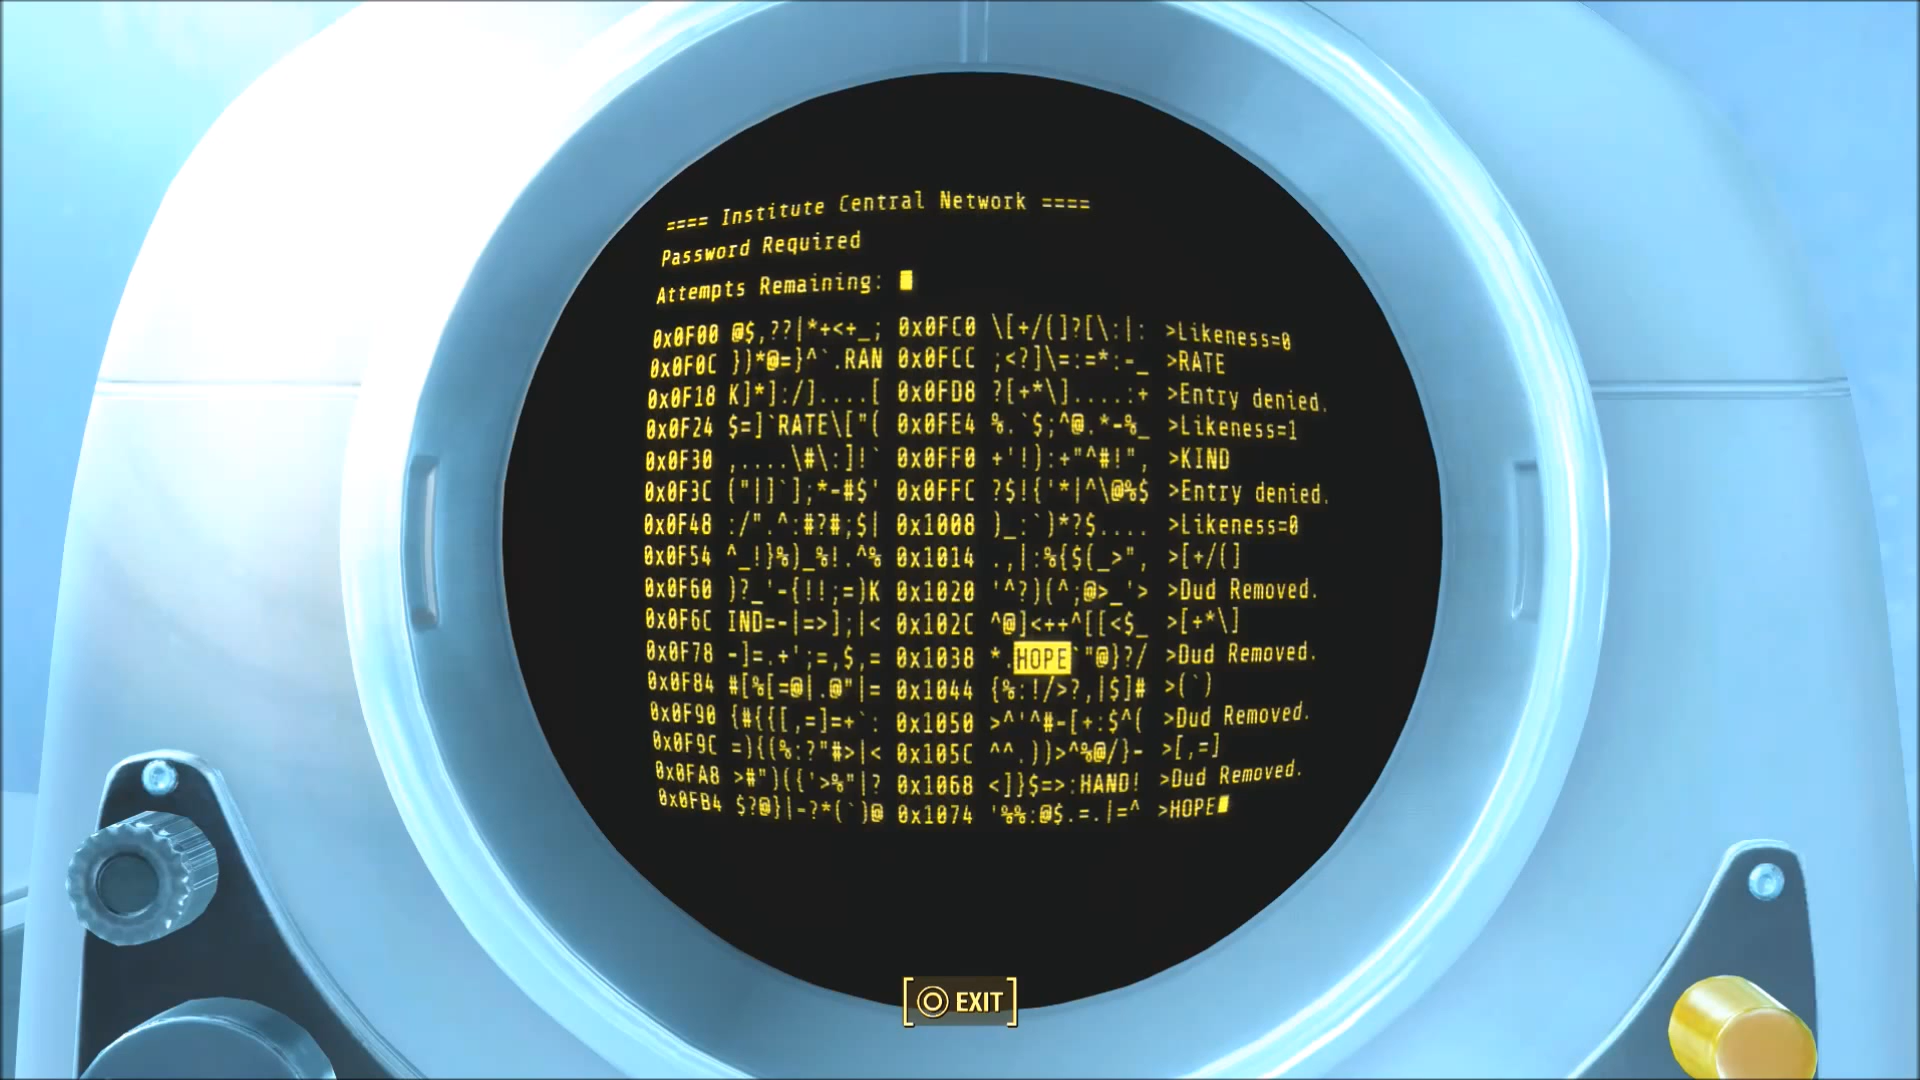 ==== Institute Central Network ====
Password Required
Attempts Remaining: █
0x0F00 @$,??|*+<+_; 0x0FC0 \[+/(]?[\:|: >Likeness=0
0x0F0C })*@=}^`.RAN 0x0FCC ;<?]\=:=*:-_ >RATE
0x0F18 K]*]:/]....[ 0x0FD8 ?[+*\]....:+ >Entry denied.
0x0F24 $=]`RATE\["( 0x0FE4 %.`$;^@.*-%_ >Likeness=1
0x0F30 ,....\#\:]!` 0x0FF0 +'!):+"^#!", >KIND
0x0F3C ("|]`];*-#$' 0x0FFC ?$!{'*|^\@%$ >Entry denied.
0x0F48 :/".^:#?#;$| 0x1008 )_:`)*?$.... >Likeness=0
0x0F54 ^_!}%)_%!.^% 0x1014 .,|:%{$(_>", >[+/(]
0x0F60 )?_'-{!!;=)K 0x1020 '^?)(^;@>_'> >Dud Removed.
0x0F6C IND=-|=>];|< 0x102C ^@]<++^[[<$_ >[+*\]
0x0F78 -]=.+';=,$,= 0x1038 *.HOPE`"@}?/ >Dud Removed.
0x0F84 #[%[=@|.@"|= 0x1044 {%:!/>?,|$]# >(`)
0x0F90 {#{{[,=]=+`: 0x1050 >^'^#-[+:$^( >Dud Removed.
0x0F9C =){(%:?"#>|< 0x105C ^^.))>^%@/}- >[,=]
0x0FA8 >#")({'>%"|? 0x1068 <]}$=>:HAND! >Dud Removed.
0x0FB4 $?@}|-?*(`)@ 0x1074 '%%:@$.=.|=^ >HOPE█
EXIT